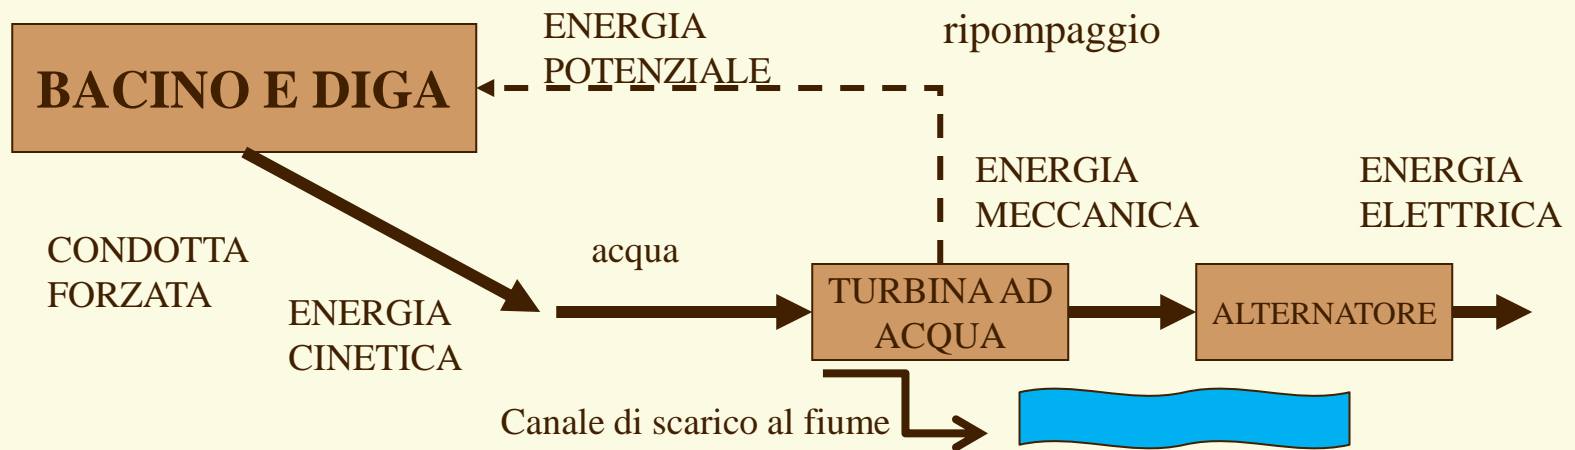 BACINO E DIGA
ENERGIA
POTENZIALE
ripompaggio
CONDOTTA
FORZATA
ENERGIA
CINETICA
acqua
TURBINA AD
ACQUA
ENERGIA
MECCANICA
ALTERNATORE
ENERGIA
ELETTRICA
Canale di scarico al fiume